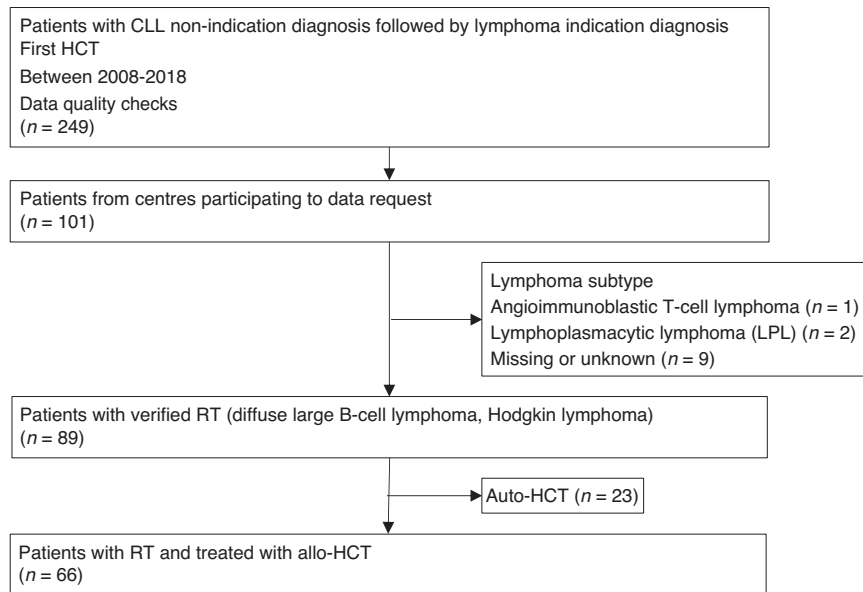 Patients with CLL non-indication diagnosis followed by lymphoma indication diagnosis
First HCT
Between 2008-2018
Data quality checks
(n = 249)
Patients from centres participating to data request
(n = 101)
Lymphoma subtype
Angioimmunoblastic T-cell lymphoma (n = 1)
Lymphoplasmacytic lymphoma (LPL) (n = 2)
Missing or unknown (n = 9)
Patients with verified RT (diffuse large B-cell lymphoma, Hodgkin lymphoma)
(n = 89)
Auto-HCT (n = 23)
Patients with RT and treated with allo-HCT
(n = 66)